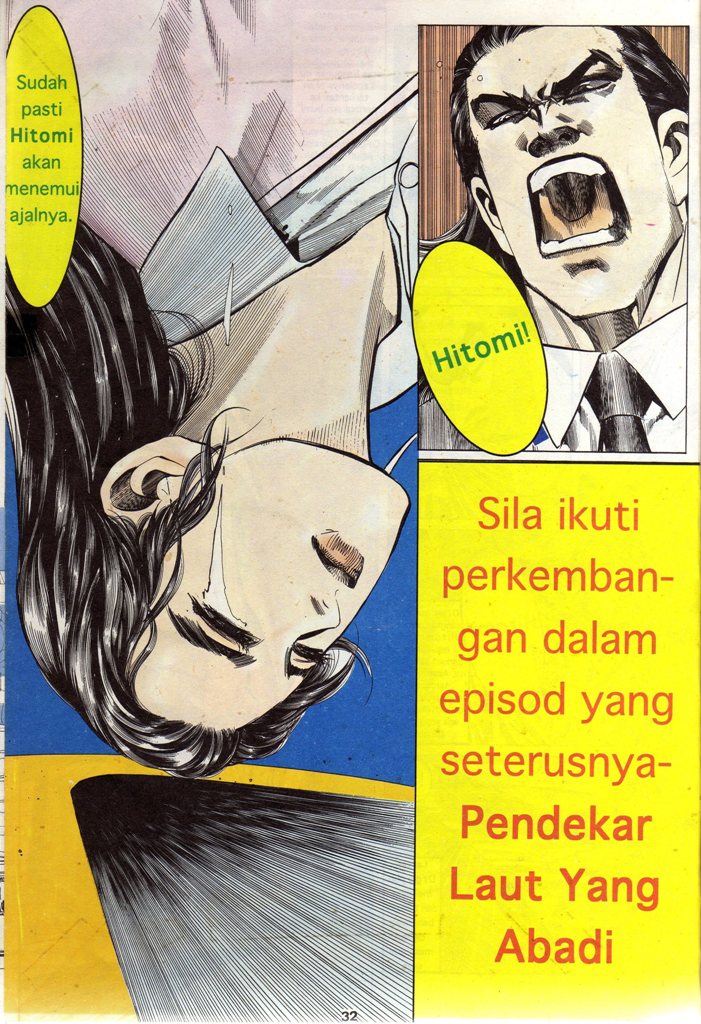 Sudah
pasti
Hitomi
akan
menemui
ajalnya.
Hitomi!
Sila ikuti
perkemban-
gan dalam
episod yang
seterusnya-
Pendekar
Laut Yang
Abadi
32